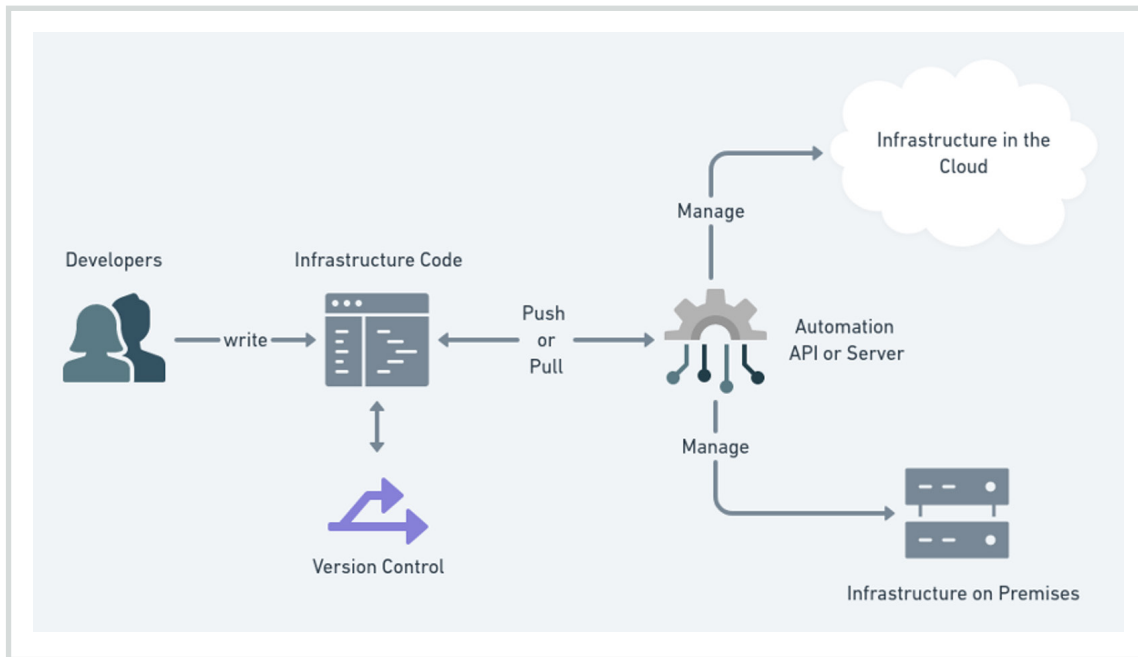 Infrastructure in the
Cloud
Manage
Developers
Infrastructure Code
write
Push
or
Pull
Automation
API or Server
Manage
Version Control
Infrastructure on Premises